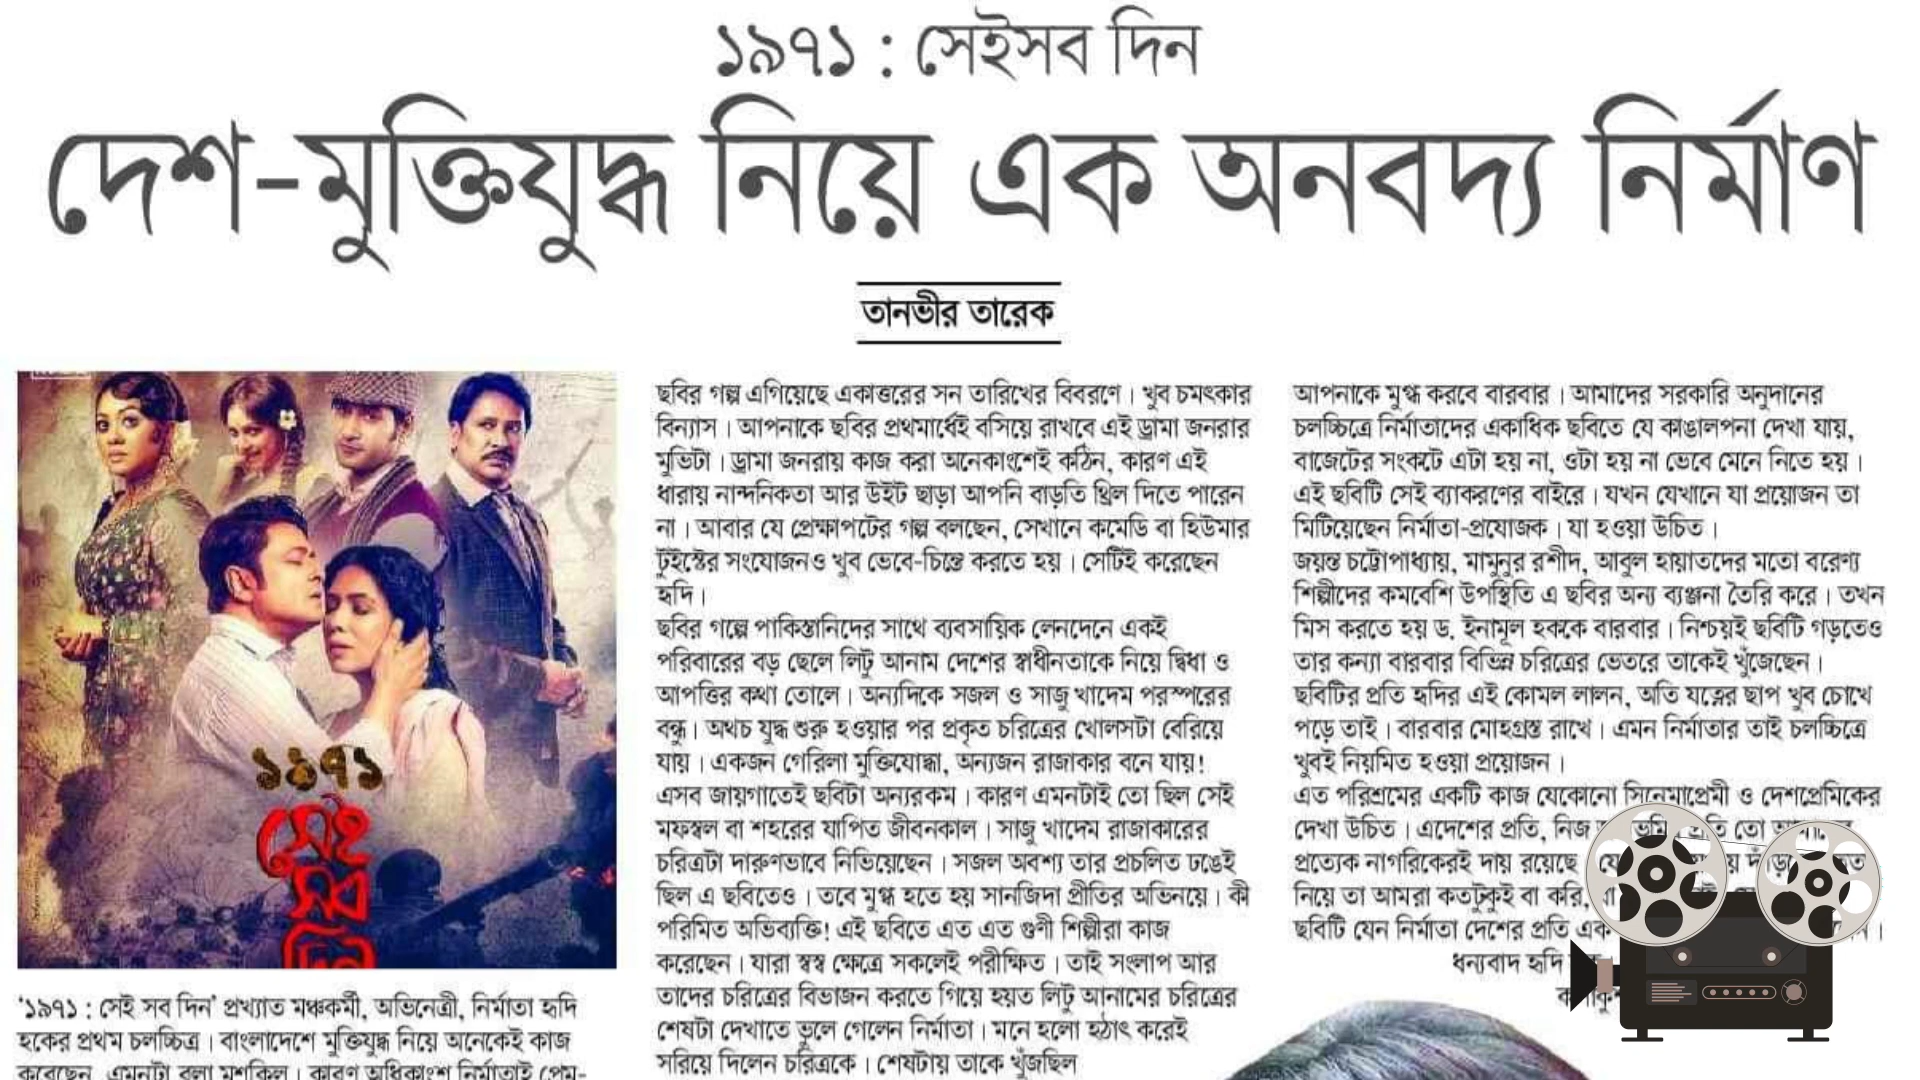 ১৯৭১ : সেইসব দিন
দেশ-মুক্তিযুদ্ধ নিয়ে এক অনবদ্য নির্মাণ
তানভীর তারেক
১৯৭১
সেই
সব
দিন
‘১৯৭১ : সেই সব দিন’ প্রখ্যাত মঞ্চকর্মী, অভিনেত্রী, নির্মাতা হৃদি
হকের প্রথম চলচ্চিত্র। বাংলাদেশে মুক্তিযুদ্ধ নিয়ে অনেকেই কাজ
করেছেন, এমনটা বলা মুশকিল। কারণ অধিকাংশ নির্মাতাই প্রেম-
ছবির গল্প এগিয়েছে একাত্তরের সন তারিখের বিবরণে। খুব চমৎকার
বিন্যাস। আপনাকে ছবির প্রথমার্ধেই বসিয়ে রাখবে এই ড্রামা জনরার
মুভিটা। ড্রামা জনরায় কাজ করা অনেকাংশেই কঠিন, কারণ এই
ধারায় নান্দনিকতা আর উইট ছাড়া আপনি বাড়তি থ্রিল দিতে পারেন
না। আবার যে প্রেক্ষাপটের গল্প বলছেন, সেখানে কমেডি বা হিউমার
টুইস্টের সংযোজনও খুব ভেবে-চিন্তে করতে হয়। সেটিই করেছেন
হৃদি।
ছবির গল্পে পাকিস্তানিদের সাথে ব্যবসায়িক লেনদেনে একই
পরিবারের বড় ছেলে লিটু আনাম দেশের স্বাধীনতাকে নিয়ে দ্বিধা ও
আপত্তির কথা তোলে। অন্যদিকে সজল ও সাজু খাদেম পরস্পরের
বন্ধু। অথচ যুদ্ধ শুরু হওয়ার পর প্রকৃত চরিত্রের খোলসটা বেরিয়ে
যায়। একজন গেরিলা মুক্তিযোদ্ধা, অন্যজন রাজাকার বনে যায়!
এসব জায়গাতেই ছবিটা অন্যরকম। কারণ এমনটাই তো ছিল সেই
মফস্বল বা শহরের যাপিত জীবনকাল। সাজু খাদেম রাজাকারের
চরিত্রটা দারুণভাবে নিভিয়েছেন। সজল অবশ্য তার প্রচলিত ঢঙেই
ছিল এ ছবিতেও। তবে মুগ্ধ হতে হয় সানজিদা প্রীতির অভিনয়ে। কী
পরিমিত অভিব্যক্তি! এই ছবিতে এত এত গুণী শিল্পীরা কাজ
করেছেন। যারা স্বস্ব ক্ষেত্রে সকলেই পরীক্ষিত। তাই সংলাপ আর
তাদের চরিত্রের বিভাজন করতে গিয়ে হয়ত লিটু আনামের চরিত্রের
শেষটা দেখাতে ভুলে গেলেন নির্মাতা। মনে হলো হঠাৎ করেই
সরিয়ে দিলেন চরিত্রকে। শেষটায় তাকে খুঁজছিল
আপনাকে মুগ্ধ করবে বারবার। আমাদের সরকারি অনুদানের
চলচ্চিত্রে নির্মাতাদের একাধিক ছবিতে যে কাঙালপনা দেখা যায়,
বাজেটের সংকটে এটা হয় না, ওটা হয় না ভেবে মেনে নিতে হয়।
এই ছবিটি সেই ব্যাকরণের বাইরে। যখন যেখানে যা প্রয়োজন তা
মিটিয়েছেন নির্মাতা-প্রযোজক। যা হওয়া উচিত।
জয়ন্ত চট্টোপাধ্যায়, মামুনুর রশীদ, আবুল হায়াতদের মতো বরেণ্য
শিল্পীদের কমবেশি উপস্থিতি এ ছবির অন্য ব্যঞ্জনা তৈরি করে। তখন
মিস করতে হয় ড. ইনামুল হককে বারবার। নিশ্চয়ই ছবিটি গড়তেও
তার কন্যা বারবার বিভিন্ন চরিত্রের ভেতরে তাকেই খুঁজেছেন।
ছবিটির প্রতি হৃদির এই কোমল লালন, অতি যত্নের ছাপ খুব চোখে
পড়ে তাই। বারবার মোহগ্রস্ত রাখে। এমন নির্মাতার তাই চলচ্চিত্রে
খুবই নিয়মিত হওয়া প্রয়োজন।
এত পরিশ্রমের একটি কাজ যেকোনো সিনেমাপ্রেমী ও দেশপ্রেমিকের
দেখা উচিত। এদেশের প্রতি, নিজ তো
প্রত্যেক নাগরিকেরই দায় রয়েছে
নিয়ে তা আমরা কতটুকুই বা করি,
ছবিটি যেন নির্মাতা দেশের প্রতি
ধন্যবাদ হৃদি